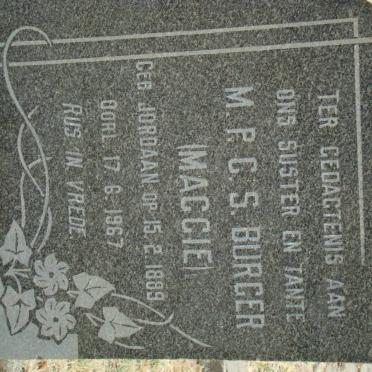 TER GEDAGTENIS AAN
ONS SUSTER EN TANTE
M.P.G.S. BURGER
(MAGGIE)
GEB. JORDAAN OP 15.2.1889
OORL. 17.6.1967
RUS IN VREDE